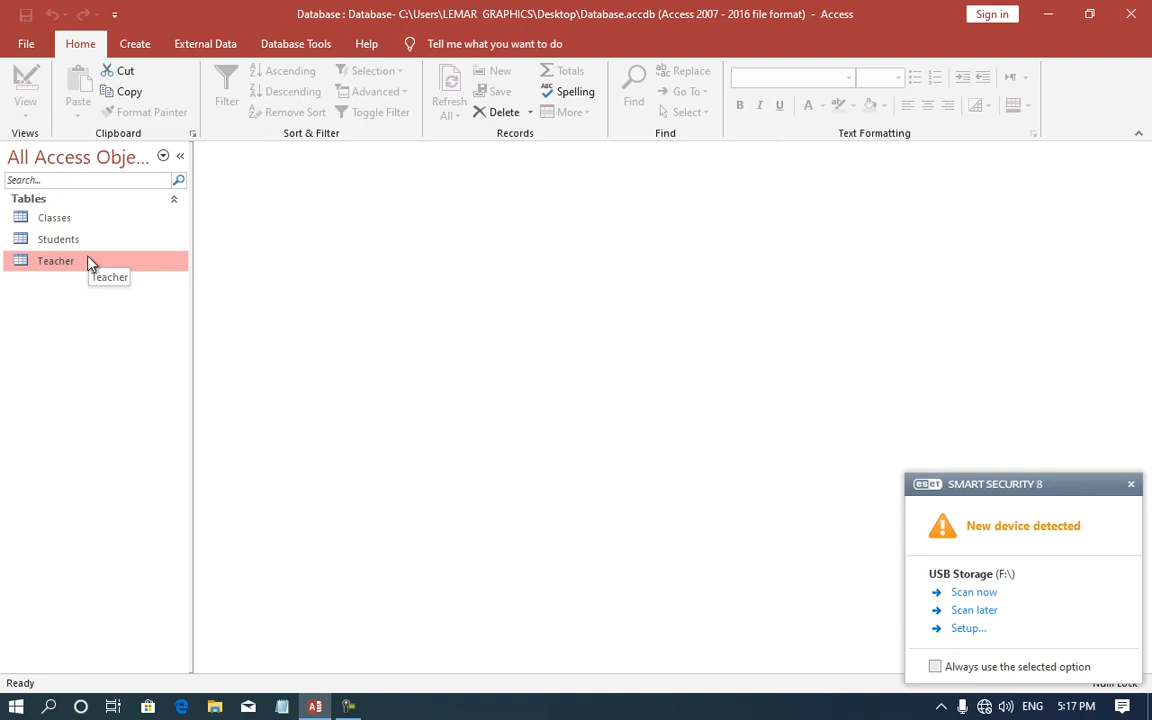 Database : Database- C:\Users\LEMAR GRAPHICS\Desktop\Database.accdb (Access 2007 - 2016 file format) - Access
Sign in
File Home Create External Data Database Tools Help Tell me what you want to do
View
Views
Paste
Cut
Copy
Format Painter
Clipboard
Filter
Ascending
Descending
Remove Sort
Selection
Advanced
Toggle Filter
Sort & Filter
Refresh
All
New
Save
Delete
Totals
Spelling
More
Records
Find
Replace
Go To
Select
Find
B I U A
Text Formatting
All Access Obje...
Search...
Tables
Classes
Students
Teacher
Teacher
eset SMART SECURITY 8
New device detected
USB Storage (F:\)
Scan now
Scan later
Setup...
Always use the selected option
Ready
Num Lock
ENG 5:17 PM